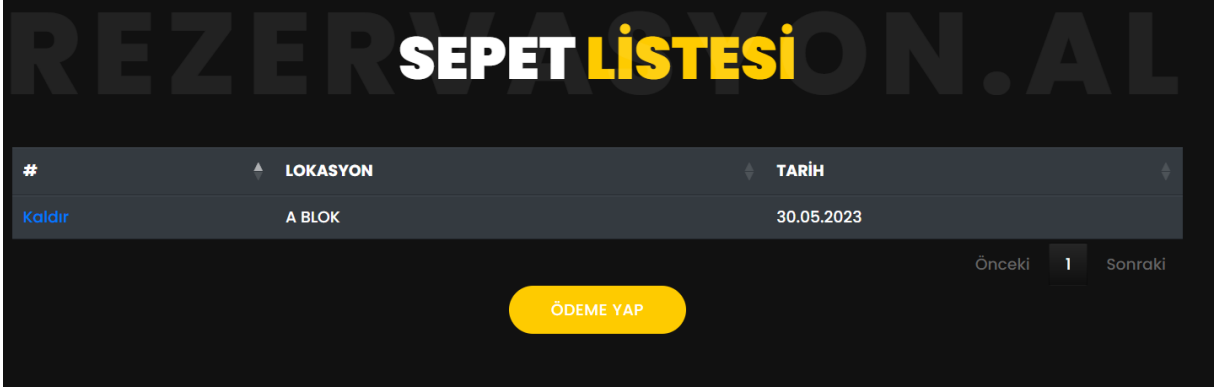 REZERVASYON.AL
SEPET LİSTESİ
# LOKASYON TARİH
Kaldır A BLOK 30.05.2023
Önceki 1 Sonraki
ÖDEME YAP